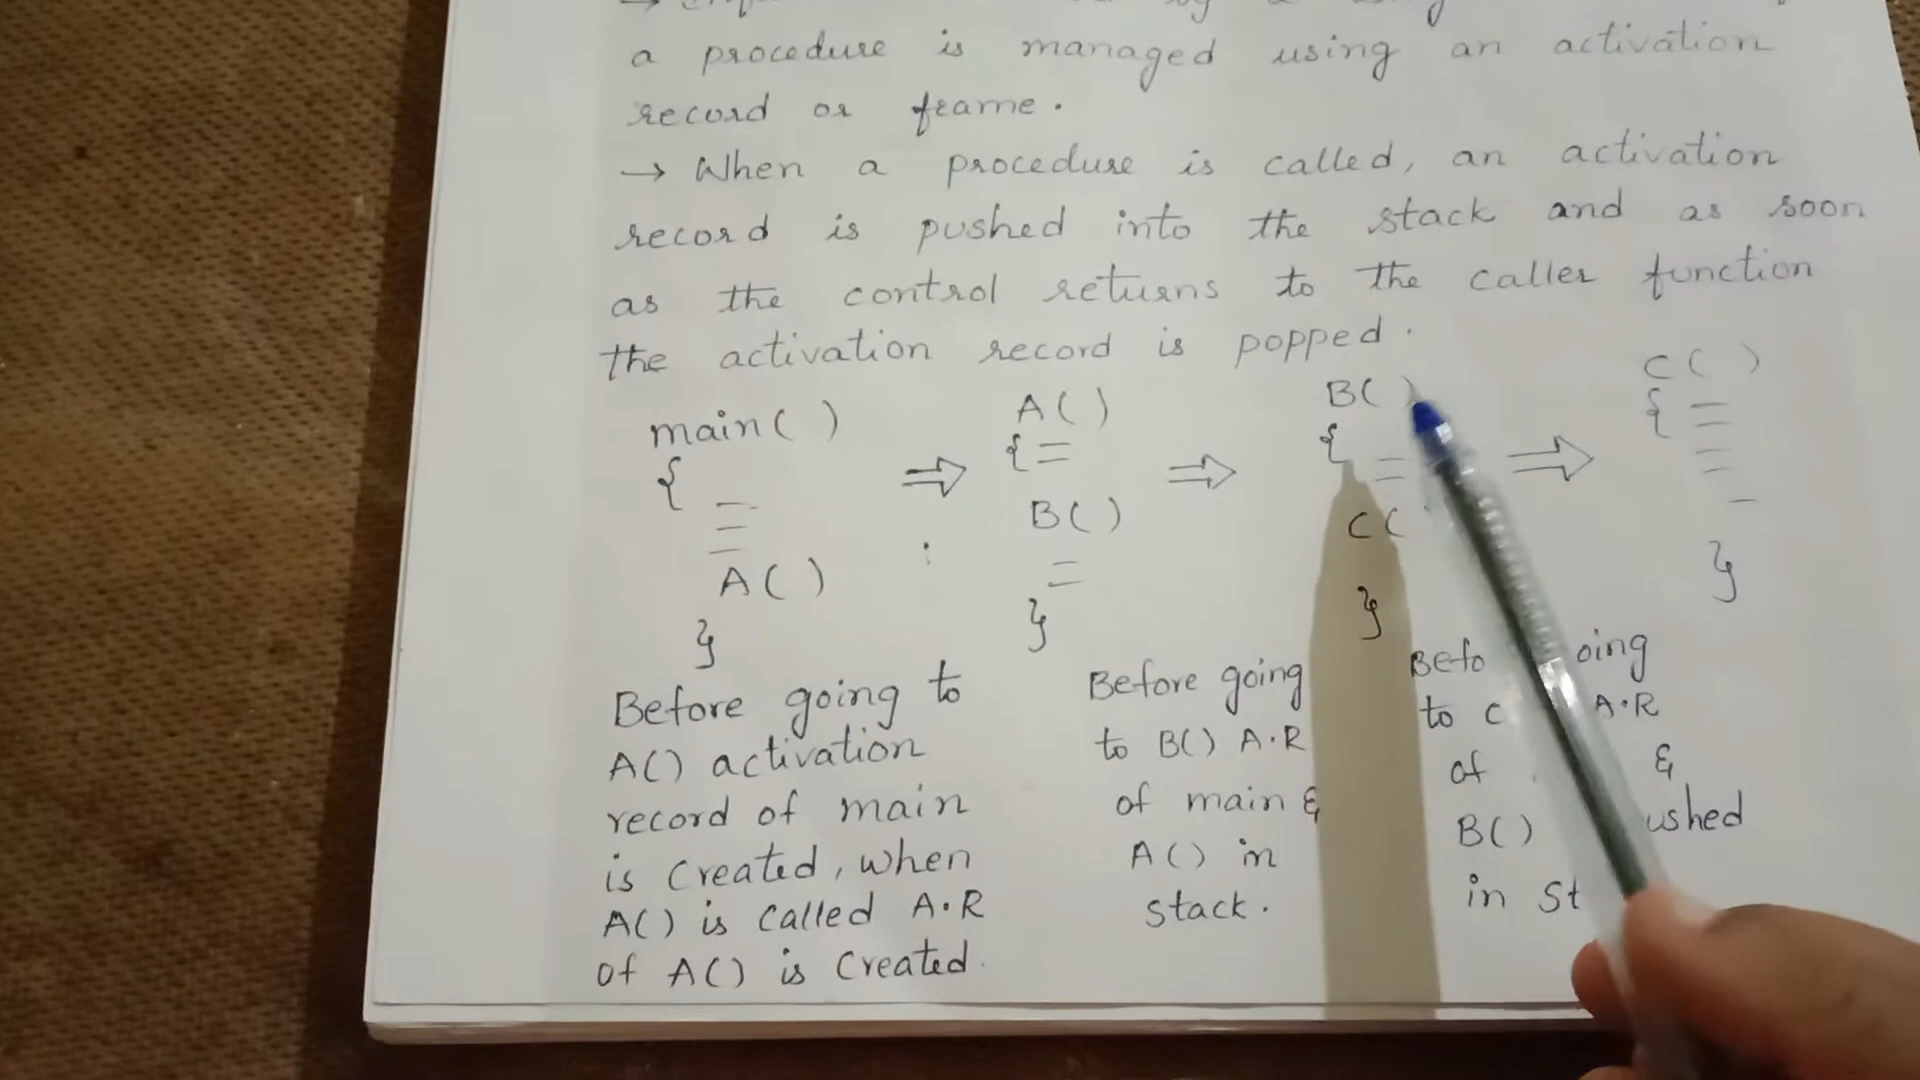 a procedure is managed using an activation
record or frame.
→ When a procedure is called, an activation
record is pushed into the stack and as soon
as the control returns to the caller function
the activation record is popped.
main( )
{
A( )
}
⇒
A( )
{
B( )
}
⇒
B( )
{
C(
}
⇒
C( )
{
}
Before going to
A() activation
record of main
is created, when
A() is called A.R
of A() is created.
Before going
to B() A.R
of main &
A() in
stack.
going
to C A.R
of &
B()
in